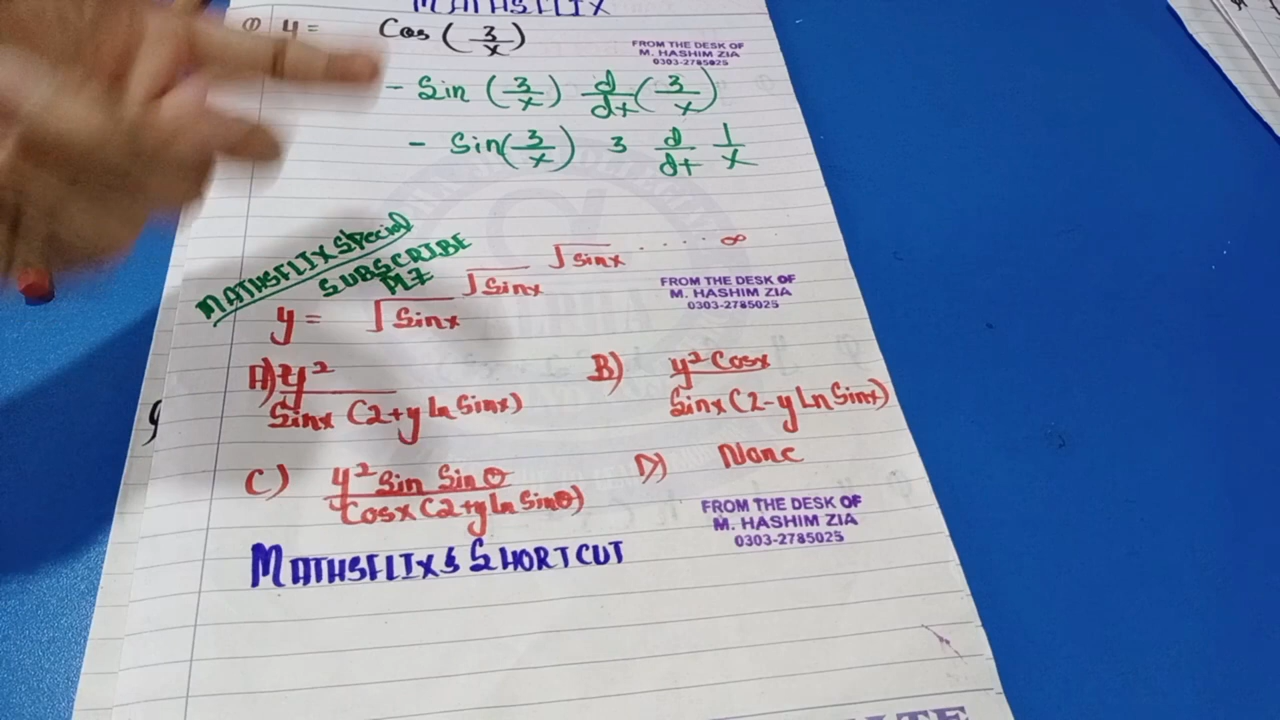 MATHSFLIX
① y = Cos (3/x)
FROM THE DESK OF
M. HASHIM ZIA
0303-2785025
- Sin (3/x) d/dx (3/x)
- Sin(3/x) 3 d/dx 1/x
MATHSFLIX Special
SUBSCRIBE
y = √Sinx^√Sinx^√Sinx ..... ∞
FROM THE DESK OF
M. HASHIM ZIA
0303-2785025
A) y² / Sinx (2+y ln Sinx)
B) y² Cosx / Sinx (2-y Ln Sinx)
C) y² Sin Sinθ / Cosx (2+y Ln Sinθ)
D) None
FROM THE DESK OF
M. HASHIM ZIA
0303-2785025
MATHSFLIX's SHORTCUT